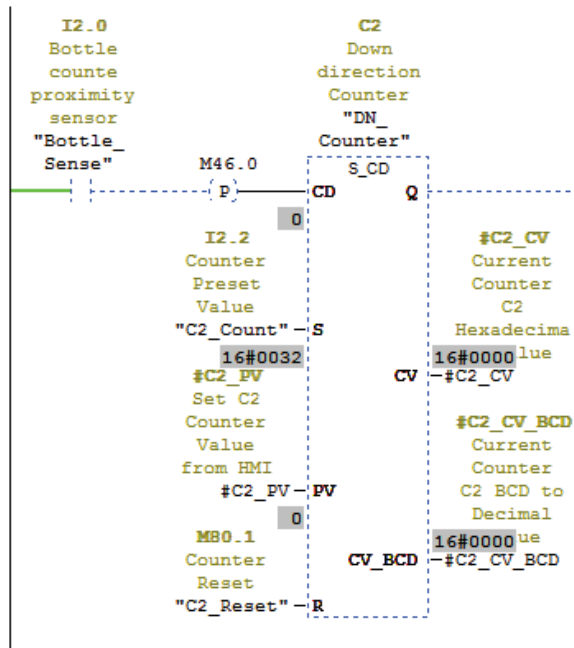 I2.0
Bottle
counte
proximity
sensor
"Bottle_
Sense"
C2
Down
direction
Counter
"DN_
Counter"
M46.0
P
S_CD
CD
Q
0
I2.2
Counter
Preset
Value
"C2_Count"
S
16#0032
#C2_PV
Set C2
Counter
Value
from HMI
#C2_PV
PV
0
M80.1
Counter
Reset
"C2_Reset"
R
#C2_CV
Current
Counter
C2
Hexadecima
16#0000 lue
CV
#C2_CV
#C2_CV_BCD
Current
Counter
C2 BCD to
Decimal
16#0000 ue
CV_BCD
#C2_CV_BCD